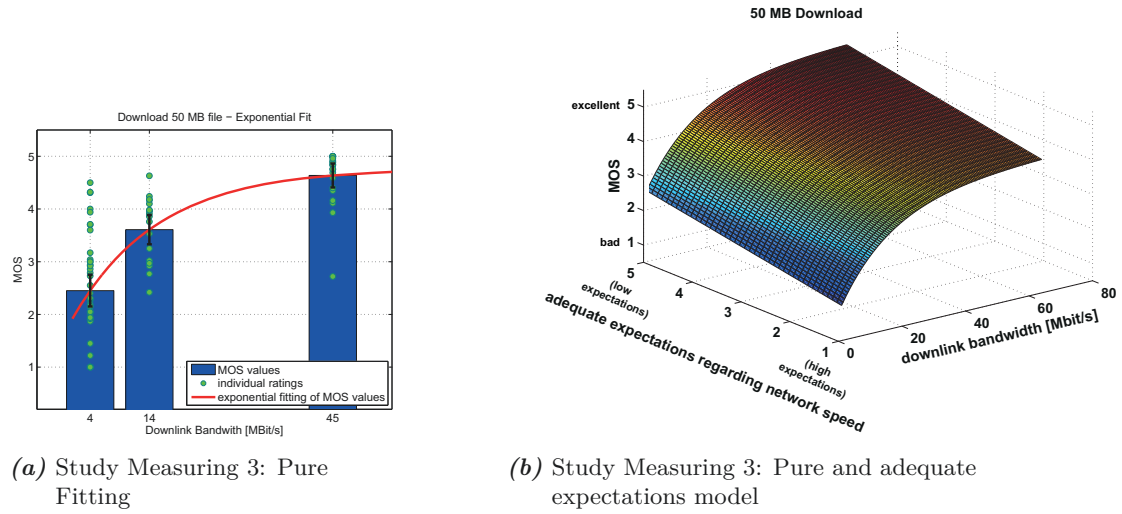 Download 50 MB file − Exponential Fit
5
4
3
2
1
MOS
MOS values
individual ratings
exponential fitting of MOS values
4
14
45
Downlink Bandwith [MBit/s]
(a) Study Measuring 3: Pure
Fitting
50 MB Download
excellent
bad
5
4
3
2
1
MOS
5
4
3
2
1
(low
expectations)
(high
expectations)
adequate expectations regarding network speed
0
20
40
60
80
downlink bandwidth [Mbit/s]
(b) Study Measuring 3: Pure and adequate
expectations model